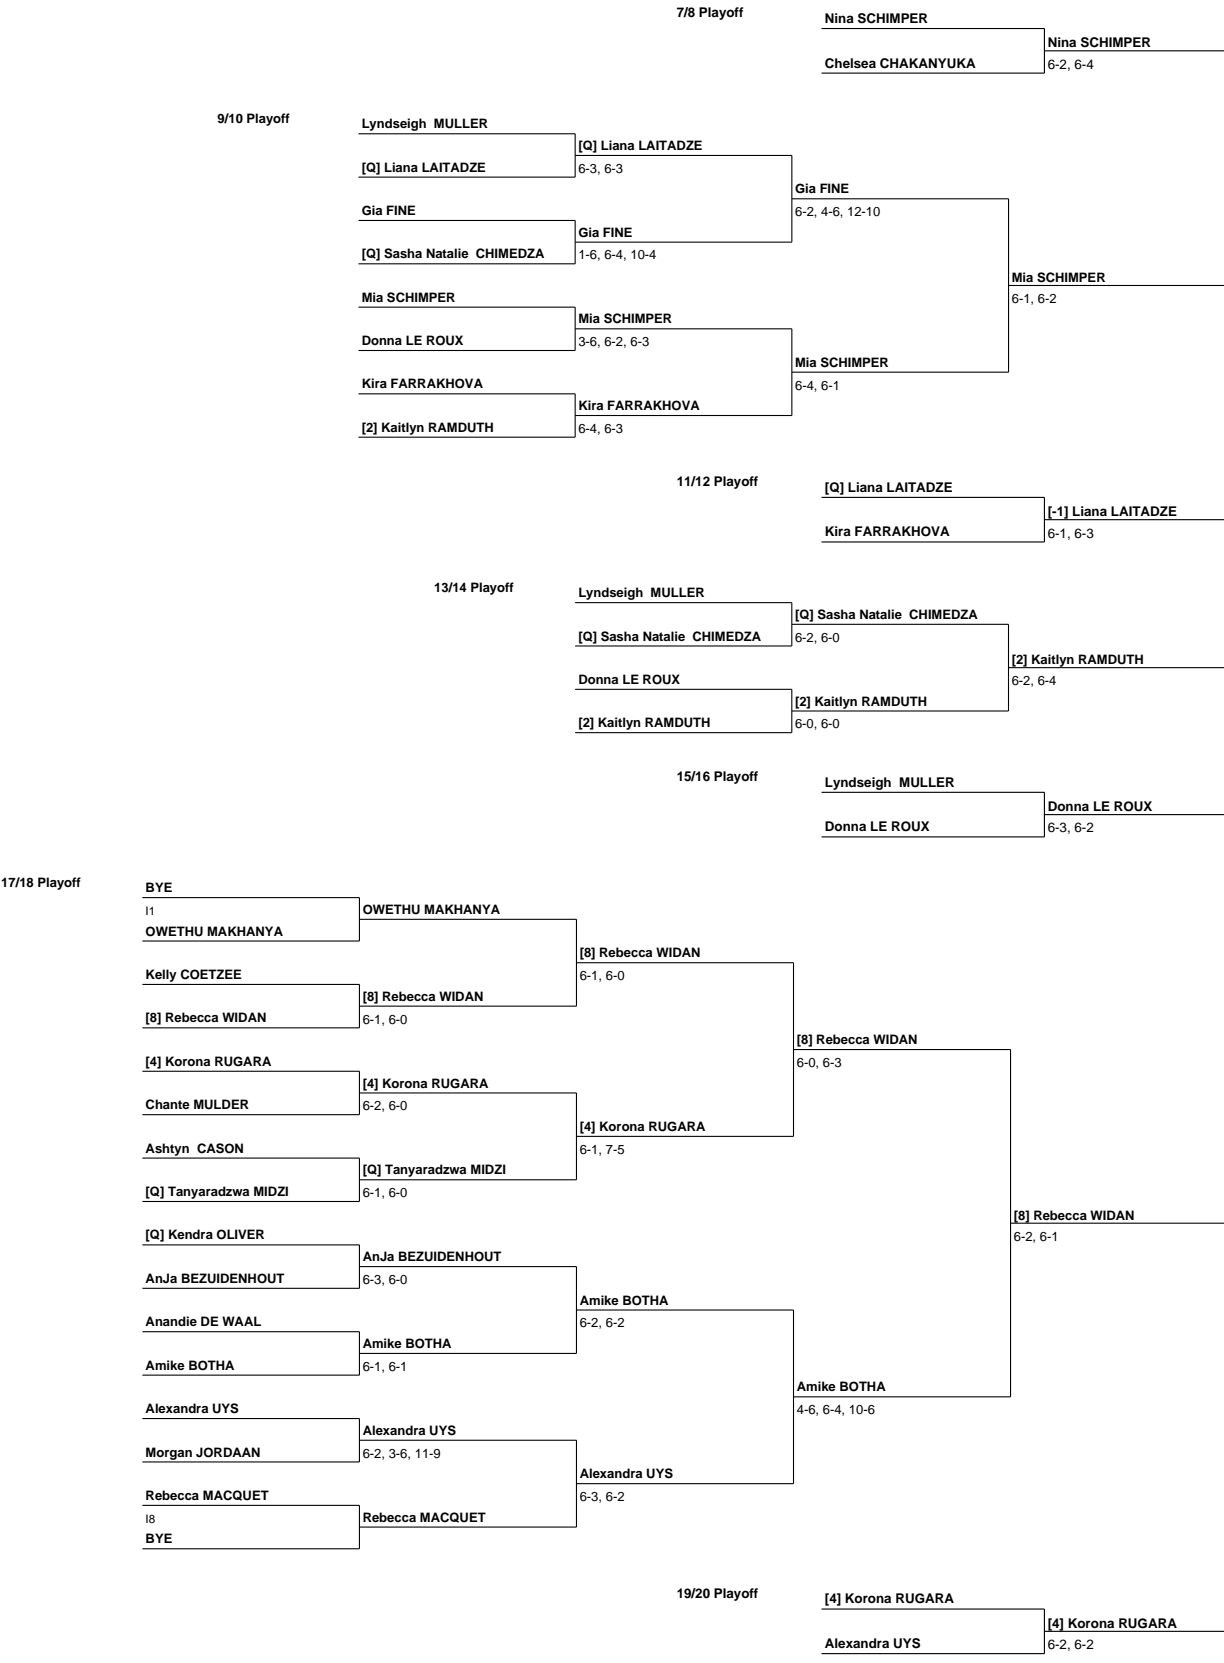 7/8 Playoff
Nina SCHIMPER
Nina SCHIMPER
Chelsea CHAKANYUKA
6-2, 6-4
9/10 Playoff
Lyndseigh MULLER
[Q] Liana LAITADZE
[Q] Liana LAITADZE
6-3, 6-3
Gia FINE
6-2, 4-6, 12-10
Gia FINE
Gia FINE
[Q] Sasha Natalie CHIMEDZA
1-6, 6-4, 10-4
Mia SCHIMPER
6-1, 6-2
Mia SCHIMPER
Mia SCHIMPER
Donna LE ROUX
3-6, 6-2, 6-3
Mia SCHIMPER
6-4, 6-1
Kira FARRAKHOVA
Kira FARRAKHOVA
[2] Kaitlyn RAMDUTH
6-4, 6-3
11/12 Playoff
[Q] Liana LAITADZE
[-1] Liana LAITADZE
Kira FARRAKHOVA
6-1, 6-3
13/14 Playoff
Lyndseigh MULLER
[Q] Sasha Natalie CHIMEDZA
[Q] Sasha Natalie CHIMEDZA
6-2, 6-0
[2] Kaitlyn RAMDUTH
6-2, 6-4
Donna LE ROUX
[2] Kaitlyn RAMDUTH
[2] Kaitlyn RAMDUTH
6-0, 6-0
15/16 Playoff
Lyndseigh MULLER
Donna LE ROUX
Donna LE ROUX
6-3, 6-2
17/18 Playoff
BYE
I1
OWETHU MAKHANYA
OWETHU MAKHANYA
[8] Rebecca WIDAN
6-1, 6-0
Kelly COETZEE
[8] Rebecca WIDAN
[8] Rebecca WIDAN
6-1, 6-0
[8] Rebecca WIDAN
6-0, 6-3
[4] Korona RUGARA
[4] Korona RUGARA
Chante MULDER
6-2, 6-0
[4] Korona RUGARA
6-1, 7-5
Ashtyn CASON
[Q] Tanyaradzwa MIDZI
[Q] Tanyaradzwa MIDZI
6-1, 6-0
[8] Rebecca WIDAN
6-2, 6-1
[Q] Kendra OLIVER
AnJa BEZUIDENHOUT
AnJa BEZUIDENHOUT
6-3, 6-0
Amike BOTHA
6-2, 6-2
Anandie DE WAAL
Amike BOTHA
Amike BOTHA
6-1, 6-1
Amike BOTHA
4-6, 6-4, 10-6
Alexandra UYS
Alexandra UYS
Morgan JORDAAN
6-2, 3-6, 11-9
Alexandra UYS
6-3, 6-2
Rebecca MACQUET
I8
Rebecca MACQUET
BYE
19/20 Playoff
[4] Korona RUGARA
[4] Korona RUGARA
Alexandra UYS
6-2, 6-2